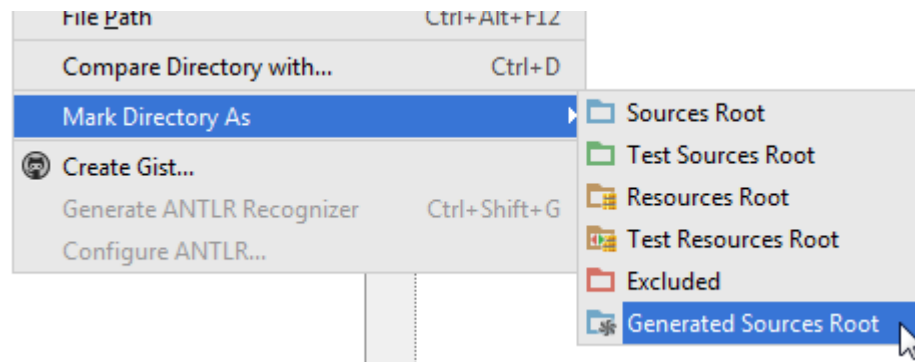 File Path Ctrl+Alt+F12
Compare Directory with... Ctrl+D
Mark Directory As
Create Gist...
Generate ANTLR Recognizer Ctrl+Shift+G
Configure ANTLR...
Sources Root
Test Sources Root
Resources Root
Test Resources Root
Excluded
Generated Sources Root